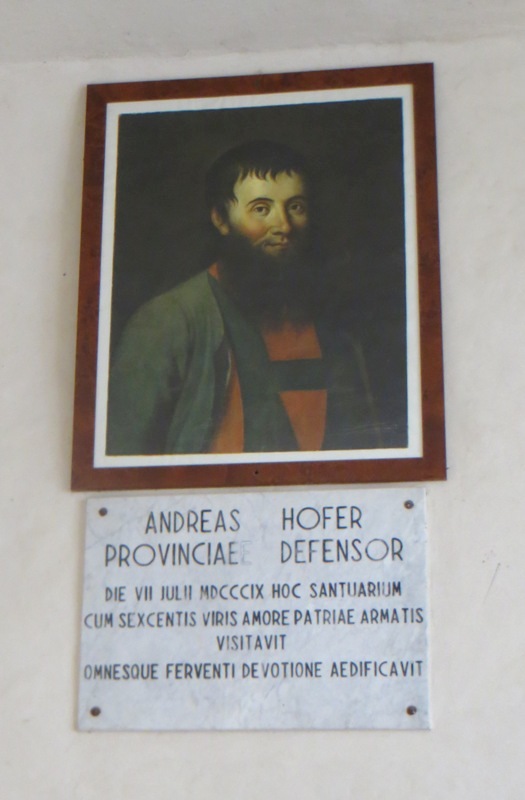 ANDREAS HOFER
PROVINCIAE DEFENSOR
DIE VII IULII MDCCCIX HOC SANTUARIUM
CUM SEXCENTIS VIRIS AMORE PATRIAE ARMATIS
VISITAVIT
OMNESQUE FERVENTI DEVOTIONE AEDIFICAVIT